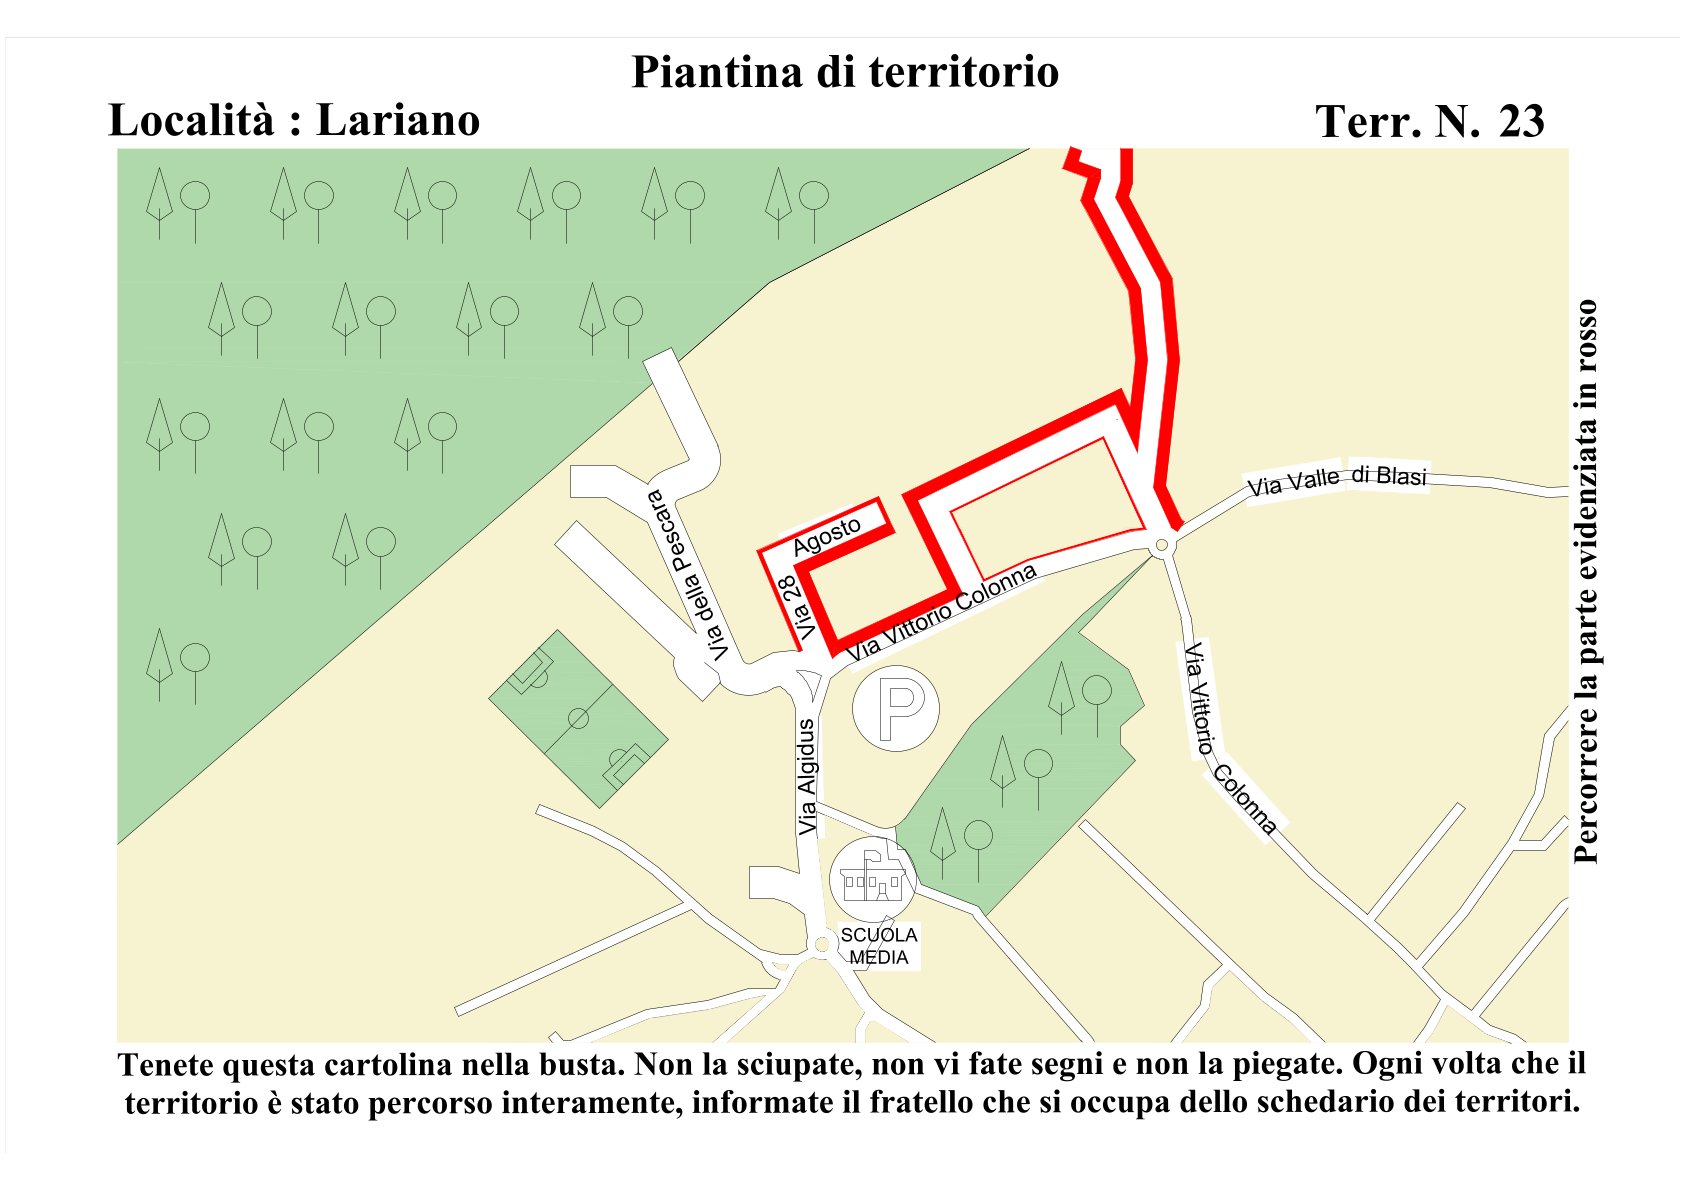 Piantina di territorio
Località : Lariano
Terr. N. 23
Via Valle di Blasi
Agosto
Via 28
Via della Pescara
Via Vittorio Colonna
Via Vittorio Colonna
Via Algidus
P
SCUOLA
MEDIA
Percorrere la parte evidenziata in rosso
Tenete questa cartolina nella busta. Non la sciupate, non vi fate segni e non la piegate. Ogni volta che il
territorio è stato percorso interamente, informate il fratello che si occupa dello schedario dei territori.